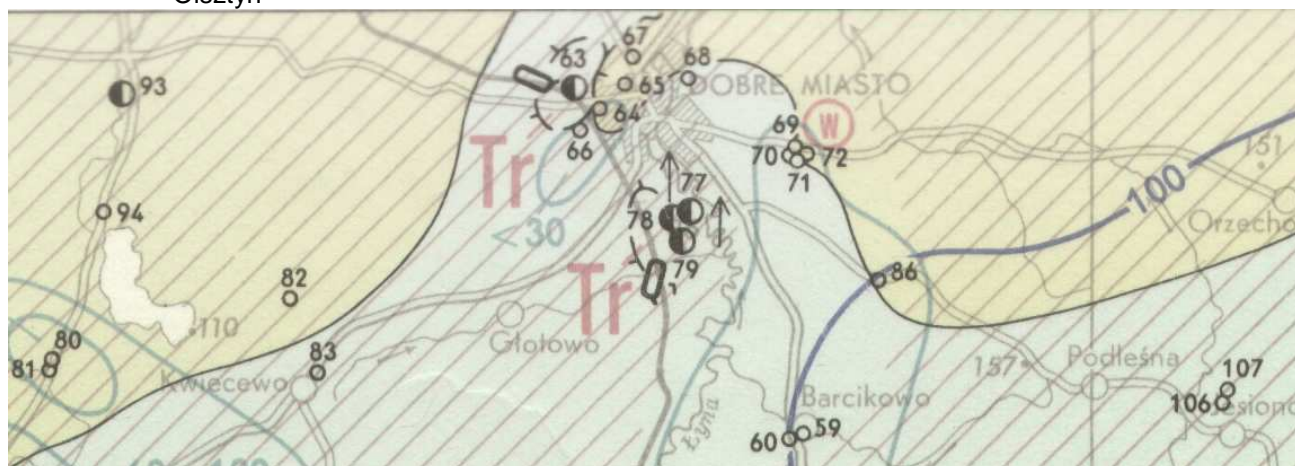 Olsztyn
67
63
68
93
65
DOBRE MIASTO
64
69
W
66
70
72
151
71
Tr
77
100
94
78
Orzecho
< 30
79
86
82
Tr
110
80
Głotowo
81
83
Kwiecewo
157
Podleśna
107
106
Jesiono
Barcikowo
Łyna
60
59